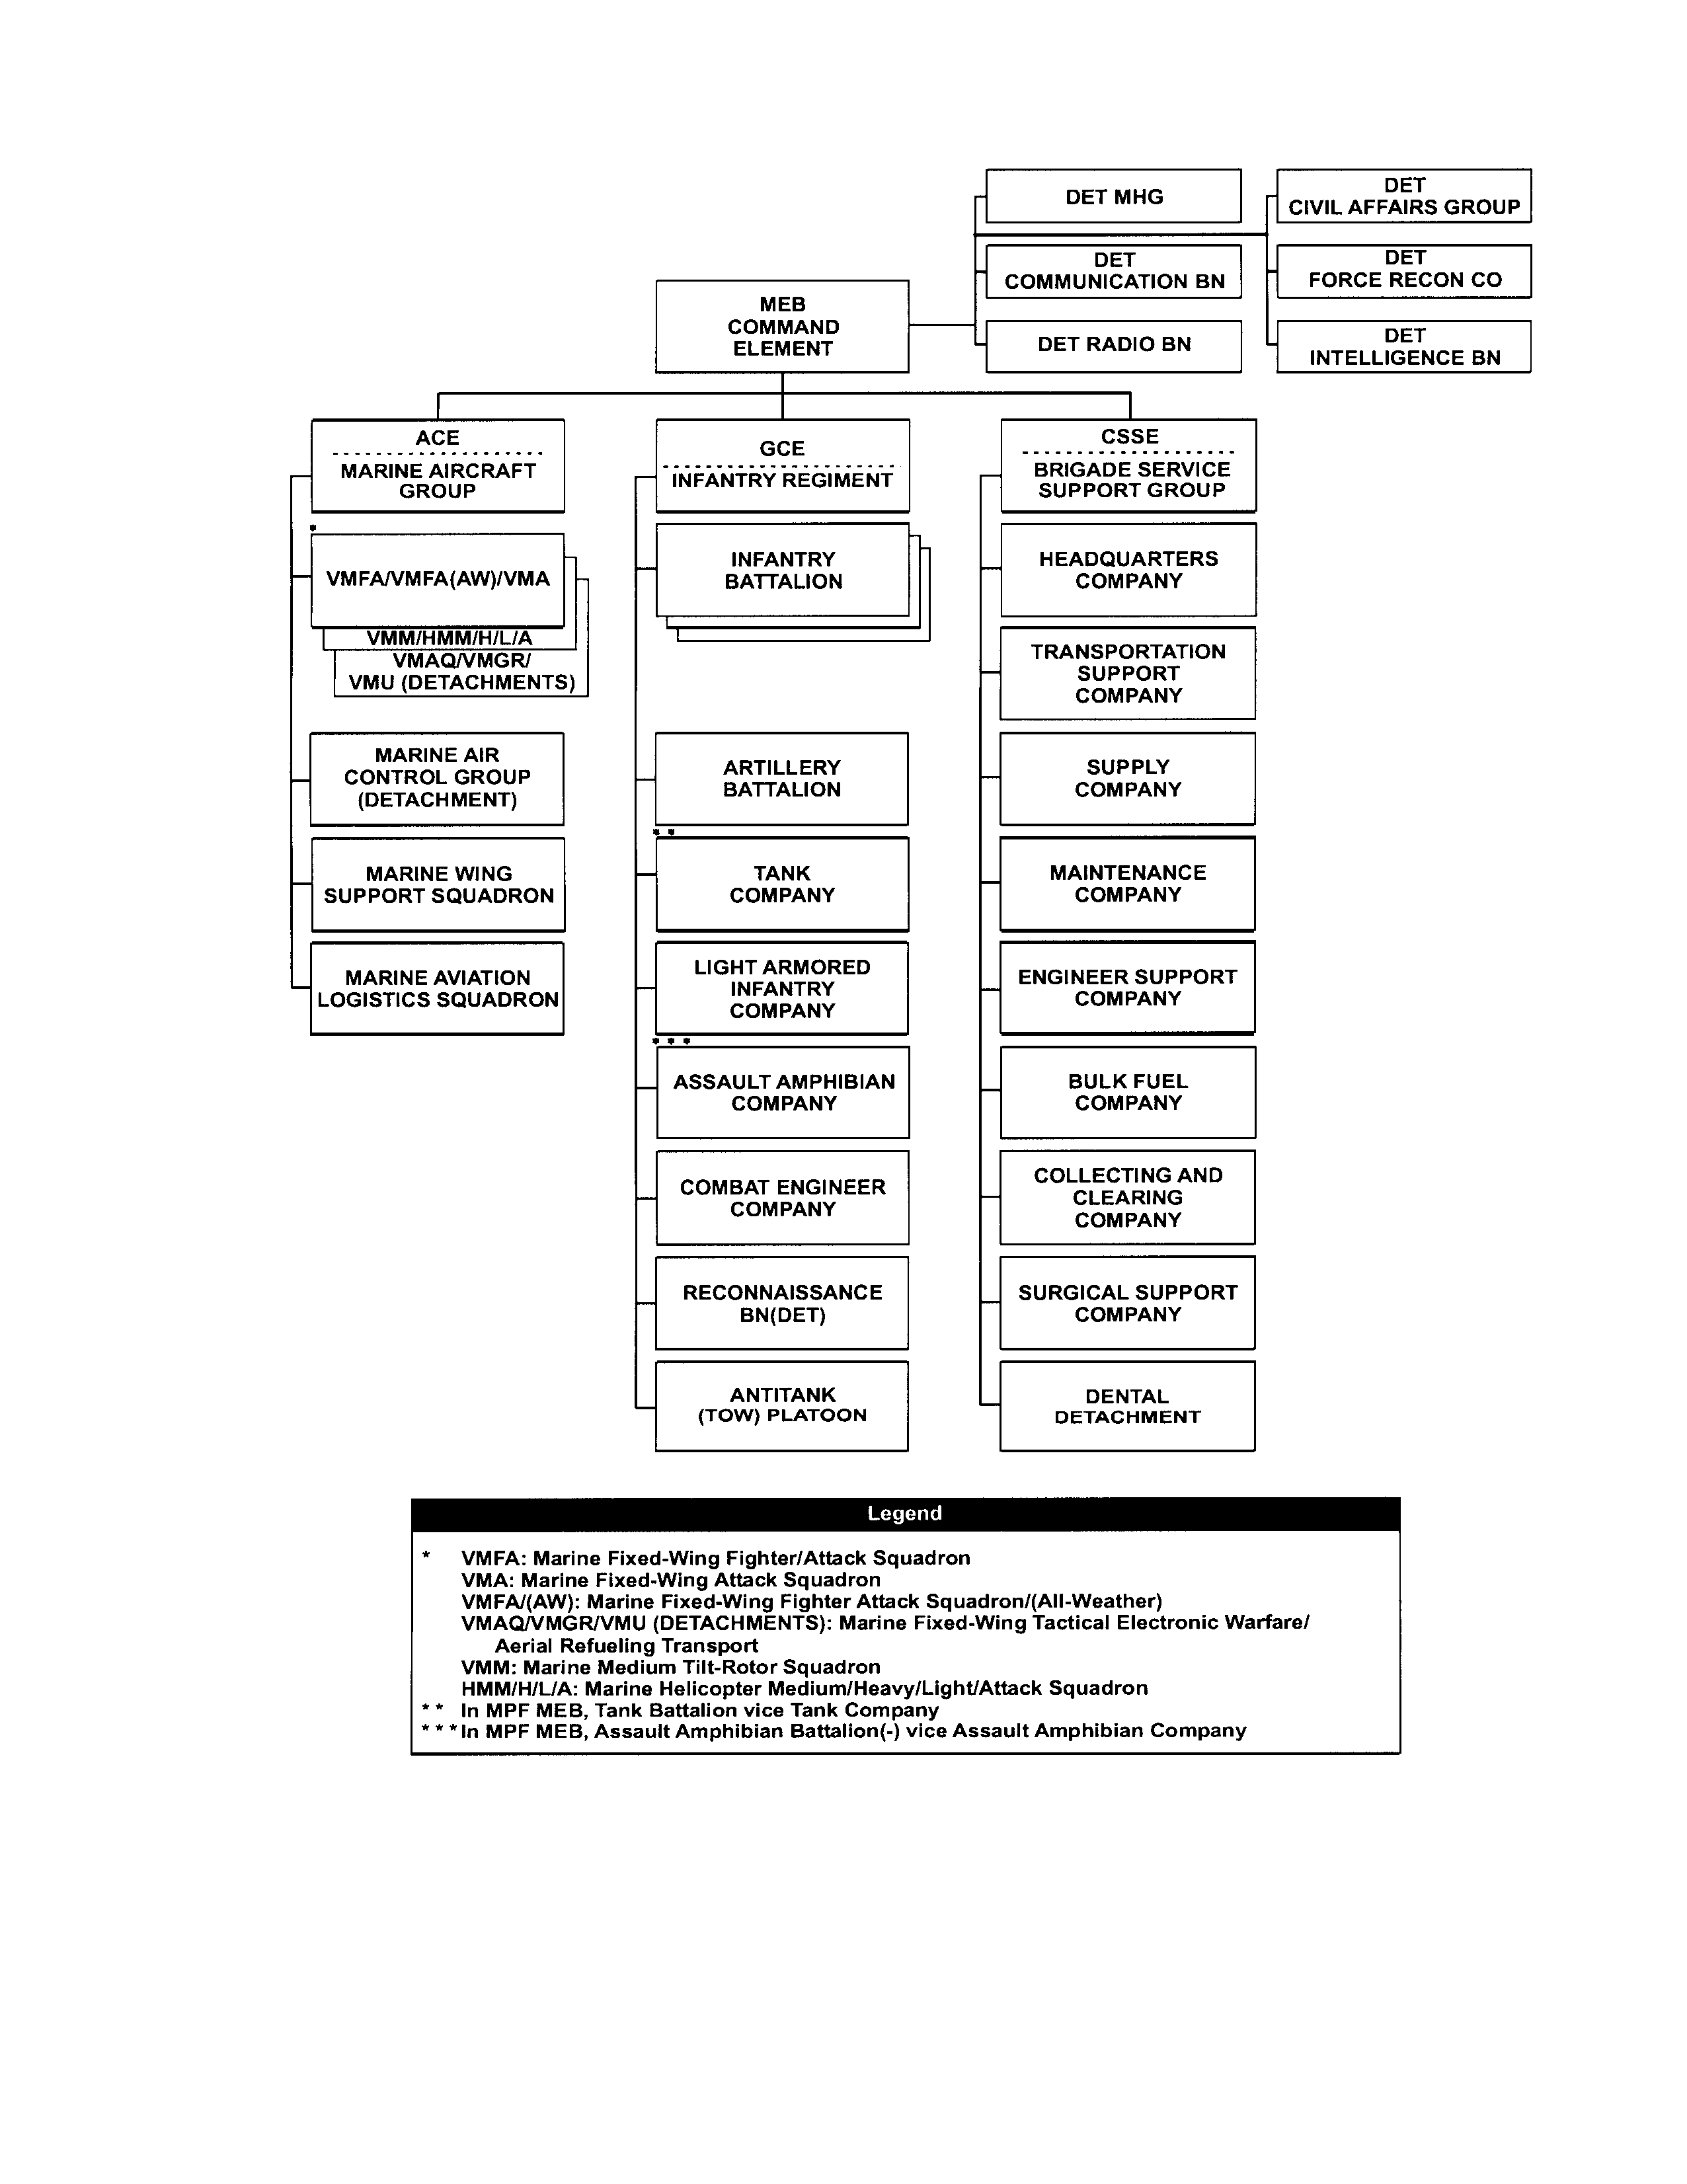 DET MHG
DET
CIVIL AFFAIRS GROUP
DET
COMMUNICATION BN
DET
FORCE RECON CO
DET RADIO BN
DET
INTELLIGENCE BN
MEB
COMMAND
ELEMENT
ACE
MARINE AIRCRAFT
GROUP
*
VMFA/VMFA(AW)/VMA
VMM/HMM/H/L/A
VMAQ/VMGR/
VMU (DETACHMENTS)
MARINE AIR
CONTROL GROUP
(DETACHMENT)
MARINE WING
SUPPORT SQUADRON
MARINE AVIATION
LOGISTICS SQUADRON
GCE
INFANTRY REGIMENT
INFANTRY
BATTALION
ARTILLERY
BATTALION
* *
TANK
COMPANY
LIGHT ARMORED
INFANTRY
COMPANY
* * *
ASSAULT AMPHIBIAN
COMPANY
COMBAT ENGINEER
COMPANY
RECONNAISSANCE
BN(DET)
ANTITANK
(TOW) PLATOON
CSSE
BRIGADE SERVICE
SUPPORT GROUP
HEADQUARTERS
COMPANY
TRANSPORTATION
SUPPORT
COMPANY
SUPPLY
COMPANY
MAINTENANCE
COMPANY
ENGINEER SUPPORT
COMPANY
BULK FUEL
COMPANY
COLLECTING AND
CLEARING
COMPANY
SURGICAL SUPPORT
COMPANY
DENTAL
DETACHMENT
Legend
* VMFA: Marine Fixed-Wing Fighter/Attack Squadron
VMA: Marine Fixed-Wing Attack Squadron
VMFA/(AW): Marine Fixed-Wing Fighter Attack Squadron/(All-Weather)
VMAQ/VMGR/VMU (DETACHMENTS): Marine Fixed-Wing Tactical Electronic Warfare/
Aerial Refueling Transport
VMM: Marine Medium Tilt-Rotor Squadron
HMM/H/L/A: Marine Helicopter Medium/Heavy/Light/Attack Squadron
* * In MPF MEB, Tank Battalion vice Tank Company
* * * In MPF MEB, Assault Amphibian Battalion(-) vice Assault Amphibian Company